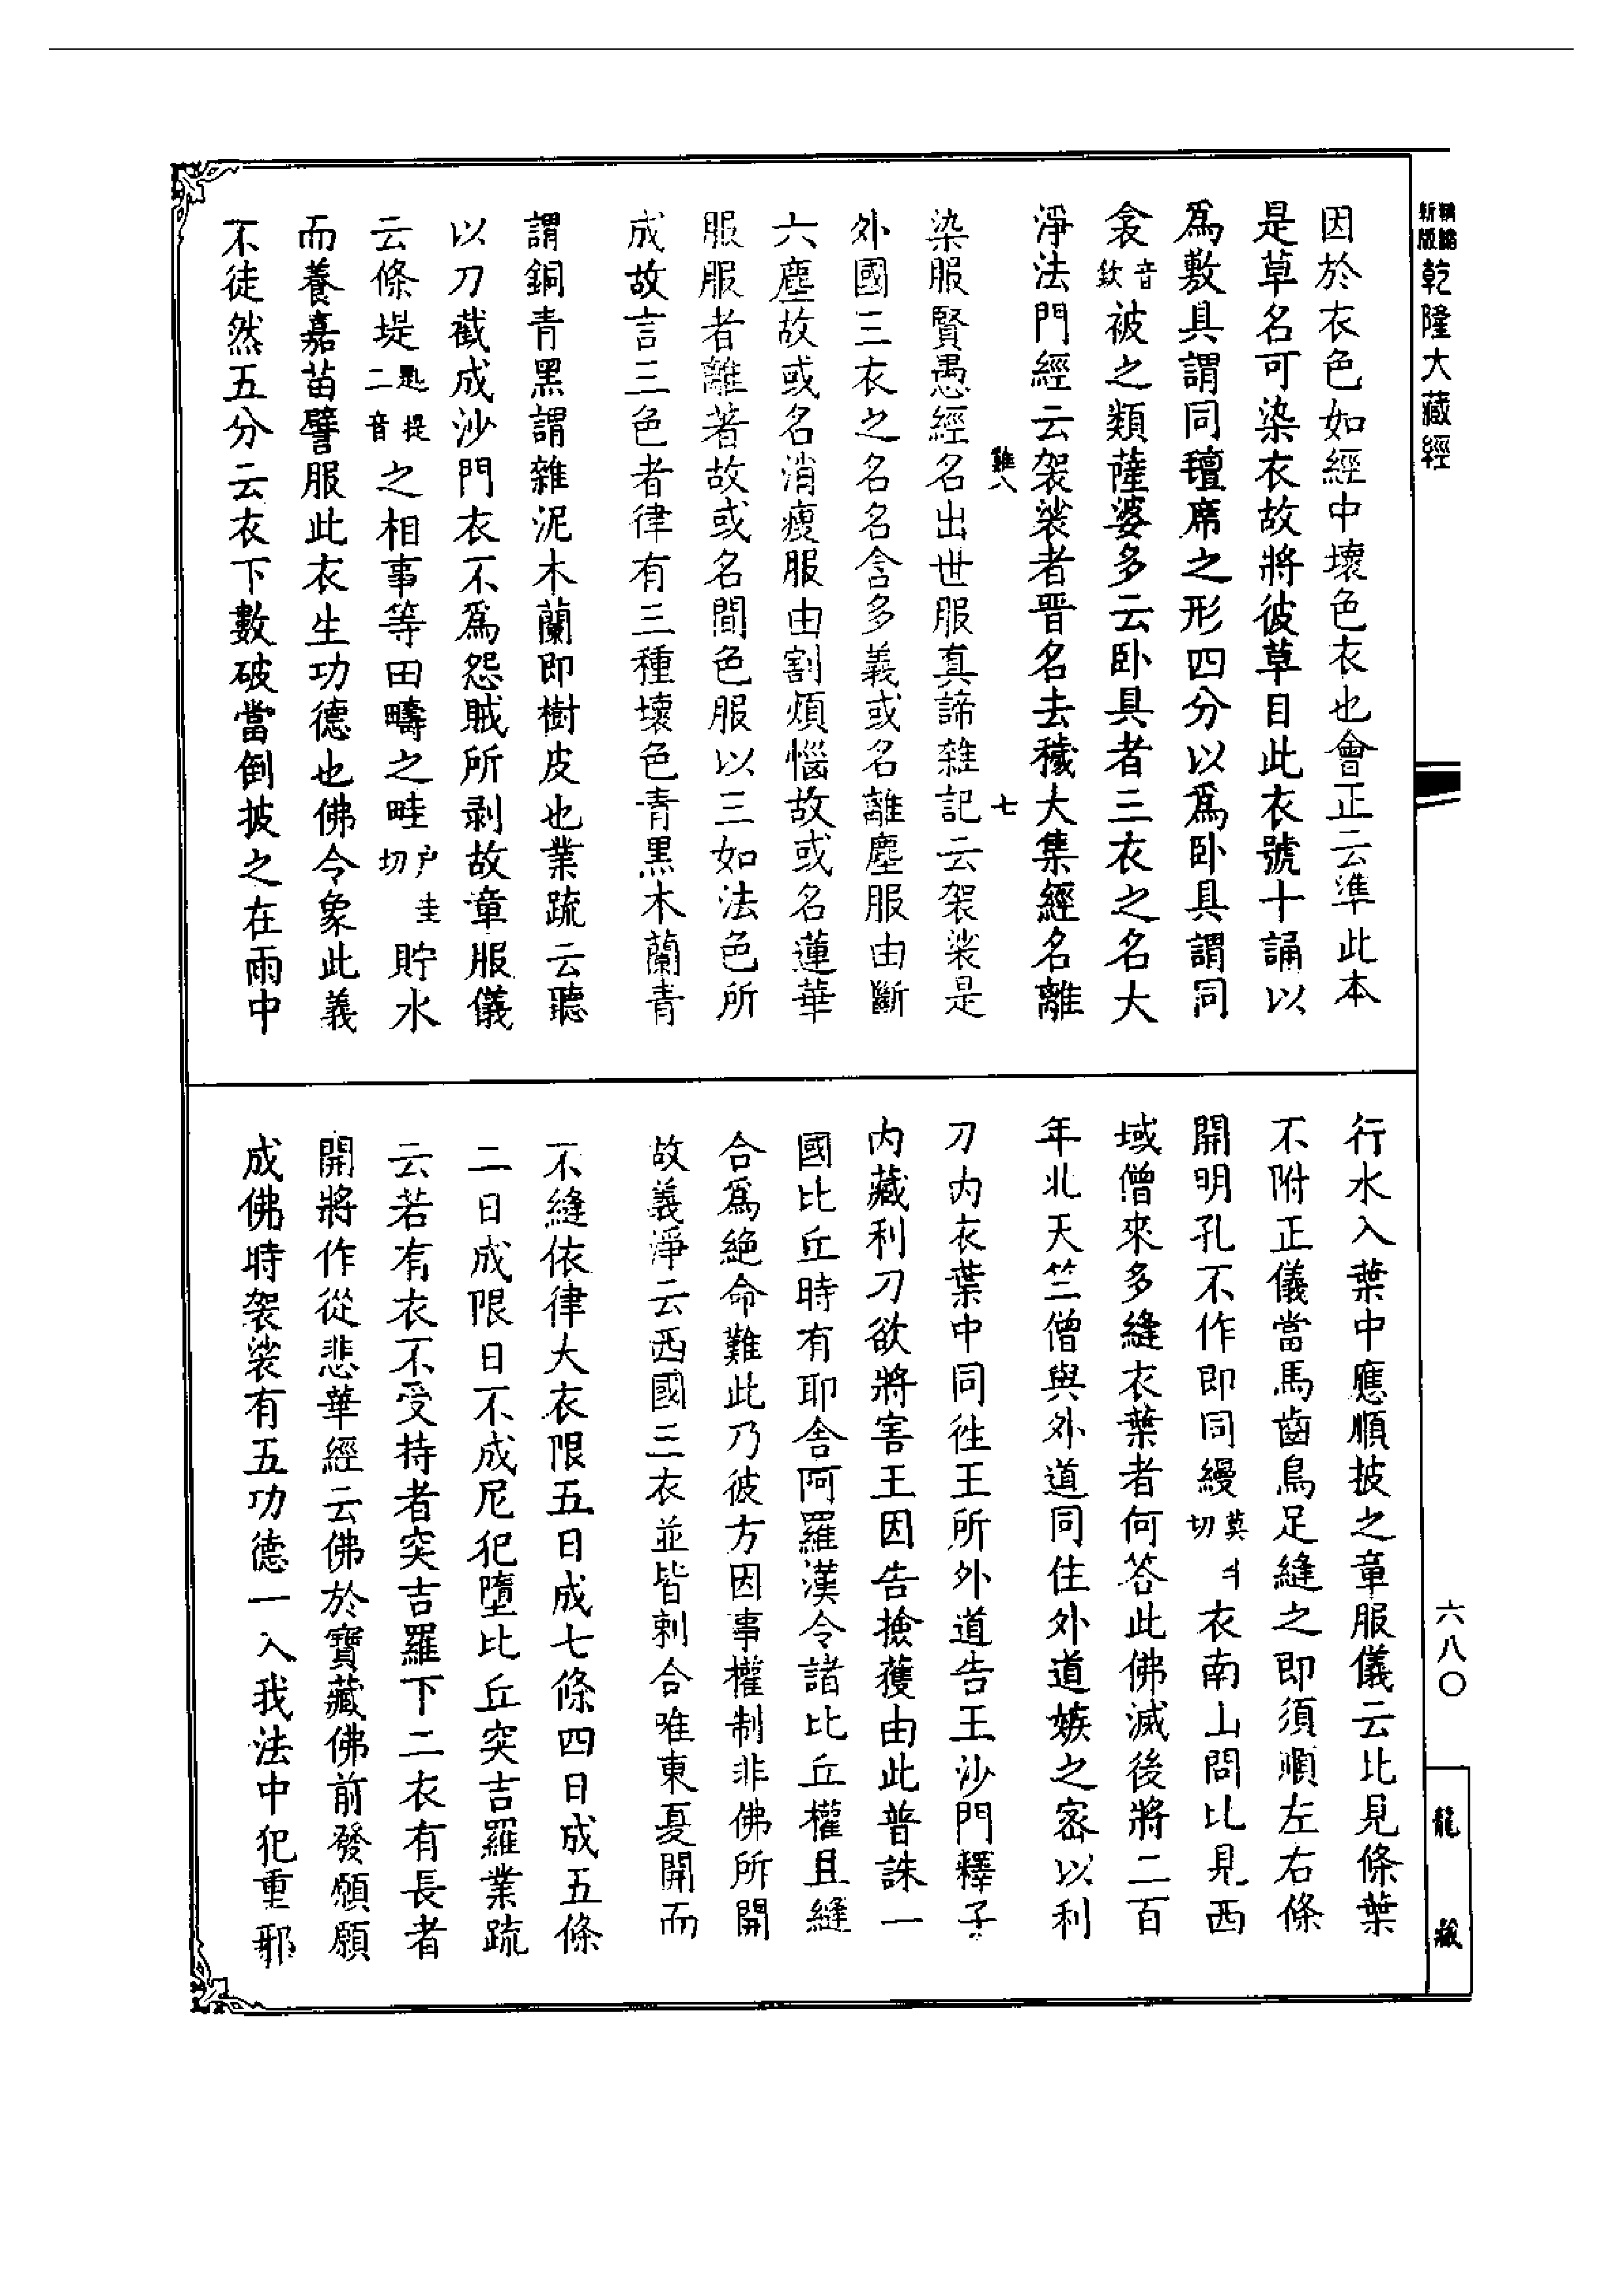 新縮
版編
乾隆大藏經
因於衣色如經中壞色衣也會正云準此本
是草名可染衣故將彼草目此衣號十誦以
為敷具謂同氊席之形四分以為卧具謂同
衾音欽被之類薩婆多云卧具者三衣之名大
淨法門經云袈裟者晋名去穢大集經名離
難八
七
染服賢愚經名出世服真諦雜記云袈裟是
外國三衣之名名含多義或名離塵服由斷
六塵故或名消瘦服由割煩惱故或名蓮華
服服者離著故或名間色服以三如法色所
成故言三色者律有三種壞色青黑木蘭青
謂銅青黑謂雜泥木蘭即樹皮也業疏云聽
以刀截成沙門衣不為怨賊所剥故章服儀
云條堤匙提二音之相事等田疇之畦户圭切貯水
而養嘉苗譬服此衣生功德也佛令象此義
不徒然五分云衣下數破當倒披之在雨中
行水入葉中應順披之章服儀云比見條葉
不附正儀當馬齒鳥足縫之即須順左右條
開明孔不作即同縵莫半切衣南山問比見西
域僧來多縫衣葉者何答此佛滅後將二百
年北天竺僧與外道同住外道嫉之密以利
刀内衣葉中同往王所外道告王沙門釋子
内藏利刀欲將害王因告撿獲由此普誅一
國比丘時有耶舍阿羅漢令諸比丘權且縫
合為絕命難此乃彼方因事權制非佛所開
故義淨云西國三衣並皆刺合唯東夏開而
不縫依律大衣限五日成七條四日成五條
二日成限日不成尼犯墮比丘突吉羅業疏
云若有衣不受持者突吉羅下二衣有長者
開將作從悲華經云佛於寶藏佛前發願願
成佛時袈裟有五功德一入我法中犯重邪
六八〇
龍藏